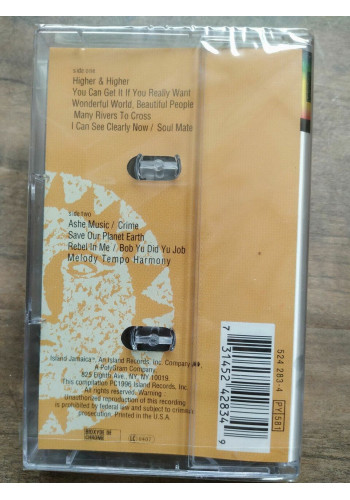 side one
Higher & Higher
You Can Get It If You Really Want
Wonderful World, Beautiful People
Many Rivers To Cross
I Can See Clearly Now / Soul Mate
side two
Ashe Music / Crime
Save Our Planet Earth
Rebel In Me / Bob Yu Did Yu Job
Melody Tempo Harmony
Island Jamaica, An Island Records, Inc. Company
A PolyGram Company.
825 Eighth Ave., NY, NY 10019.
This compilation PC1996 Island Records, Inc.
All rights reserved. Warning :
Unauthorized reproduction of this recording
is prohibited by federal law and subject to criminal
prosecution. Printed in the U.S.A.
7 31452 42834 9
524 283-4
PY|581